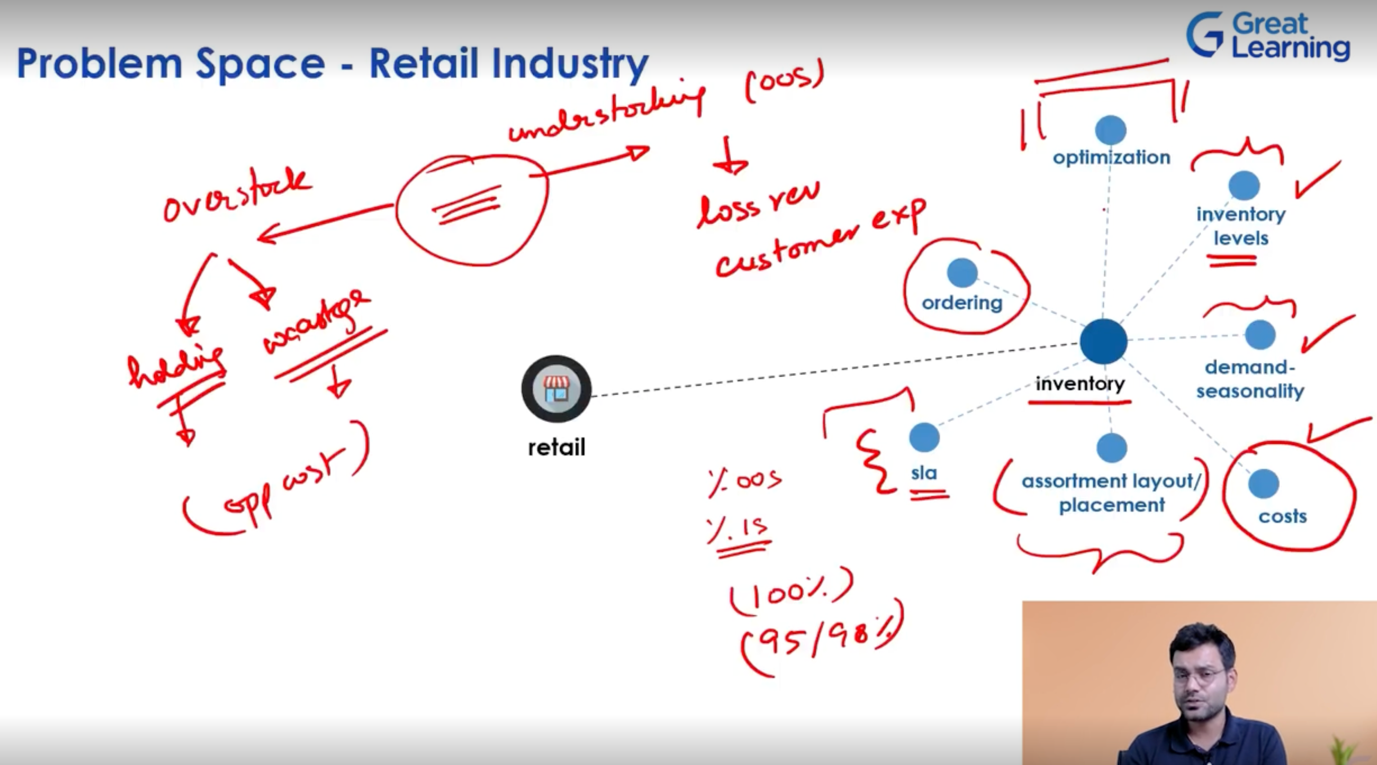 Problem Space - Retail Industry
Great
Learning
understocking (OOS)
overstock
loss rev
customer exp
holding
wastage
(opp cost)
retail
optimization
inventory
levels
ordering
demand-
seasonality
inventory
sla
assortment layout/
placement
costs
% OOS
% IS
(100%)
(95/98%)